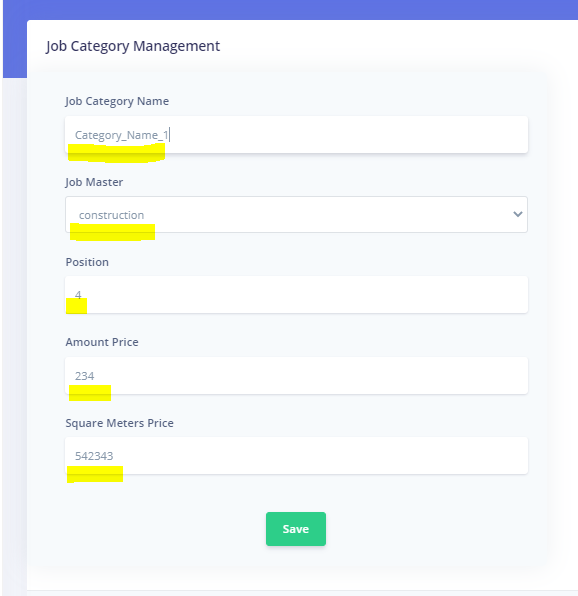 Job Category Management
Job Category Name
Category_Name_1
Job Master
construction
Position
4
Amount Price
234
Square Meters Price
542343
Save